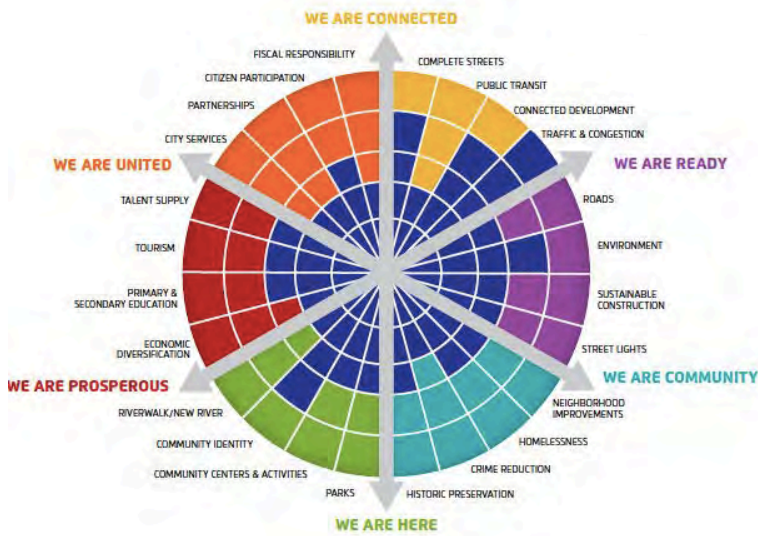 WE ARE CONNECTED
FISCAL RESPONSIBILITY
COMPLETE STREETS
CITIZEN PARTICIPATION
PUBLIC TRANSIT
PARTNERSHIPS
CONNECTED DEVELOPMENT
CITY SERVICES
TRAFFIC & CONGESTION
WE ARE UNITED
WE ARE READY
TALENT SUPPLY
ROADS
TOURISM
ENVIRONMENT
PRIMARY &
SECONDARY EDUCATION
SUSTAINABLE
CONSTRUCTION
ECONOMIC
DIVERSIFICATION
STREET LIGHTS
WE ARE PROSPEROUS
WE ARE COMMUNITY
RIVERWALK/NEW RIVER
NEIGHBORHOOD
IMPROVEMENTS
COMMUNITY IDENTITY
HOMELESSNESS
COMMUNITY CENTERS & ACTIVITIES
CRIME REDUCTION
PARKS
HISTORIC PRESERVATION
WE ARE HERE